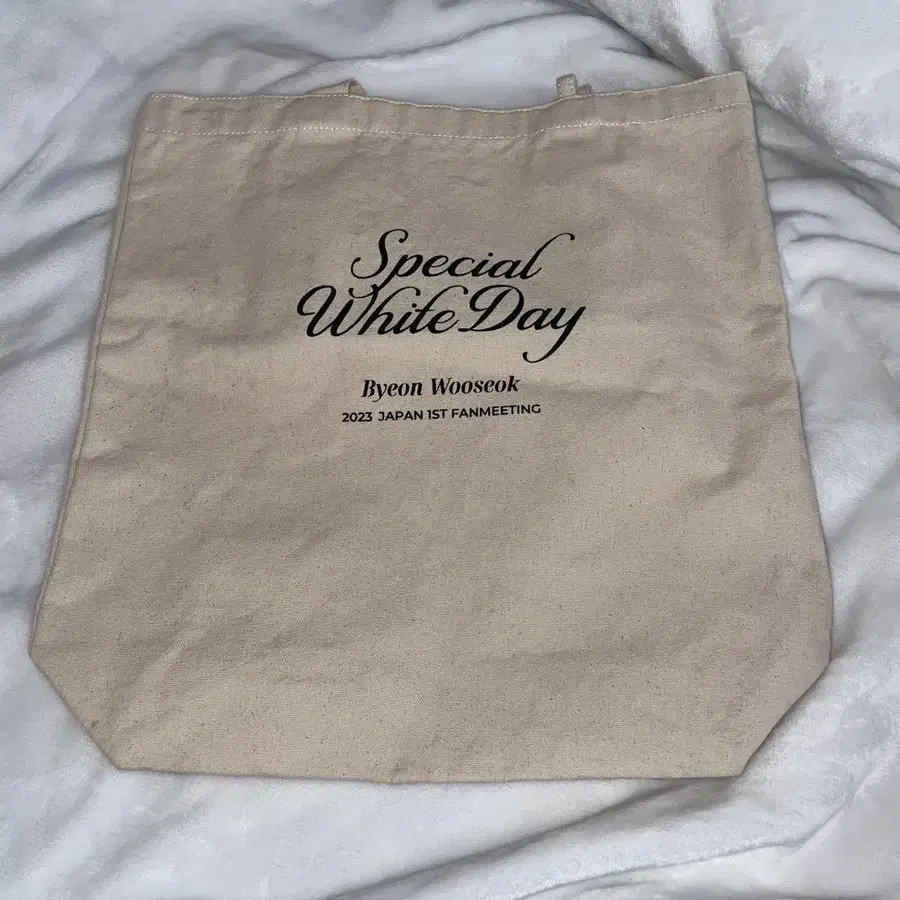 Special
White Day
Byeon Wooseok
2023 JAPAN 1ST FANMEETING